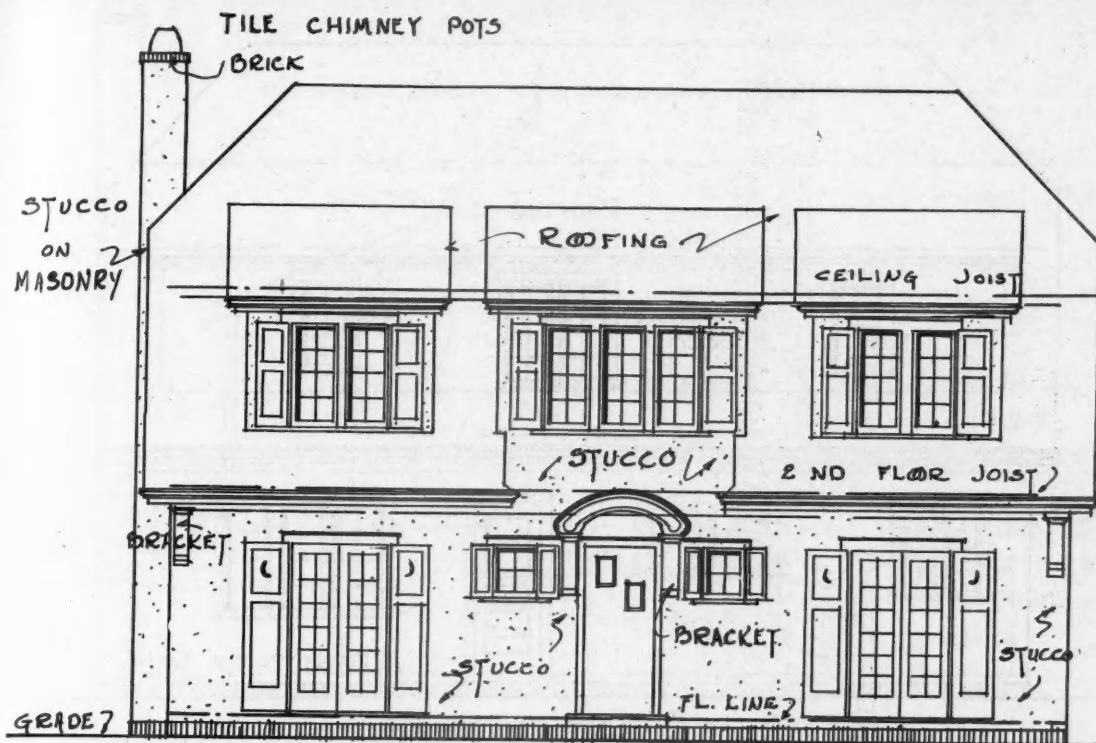 TILE CHIMNEY POTS
BRICK
STUCCO
ON
MASONRY
ROOFING
CEILING JOIST
STUCCO
2 ND FLOOR JOIST
BRACKET
BRACKET
STUCCO
STUCCO
FL. LINE
GRADE